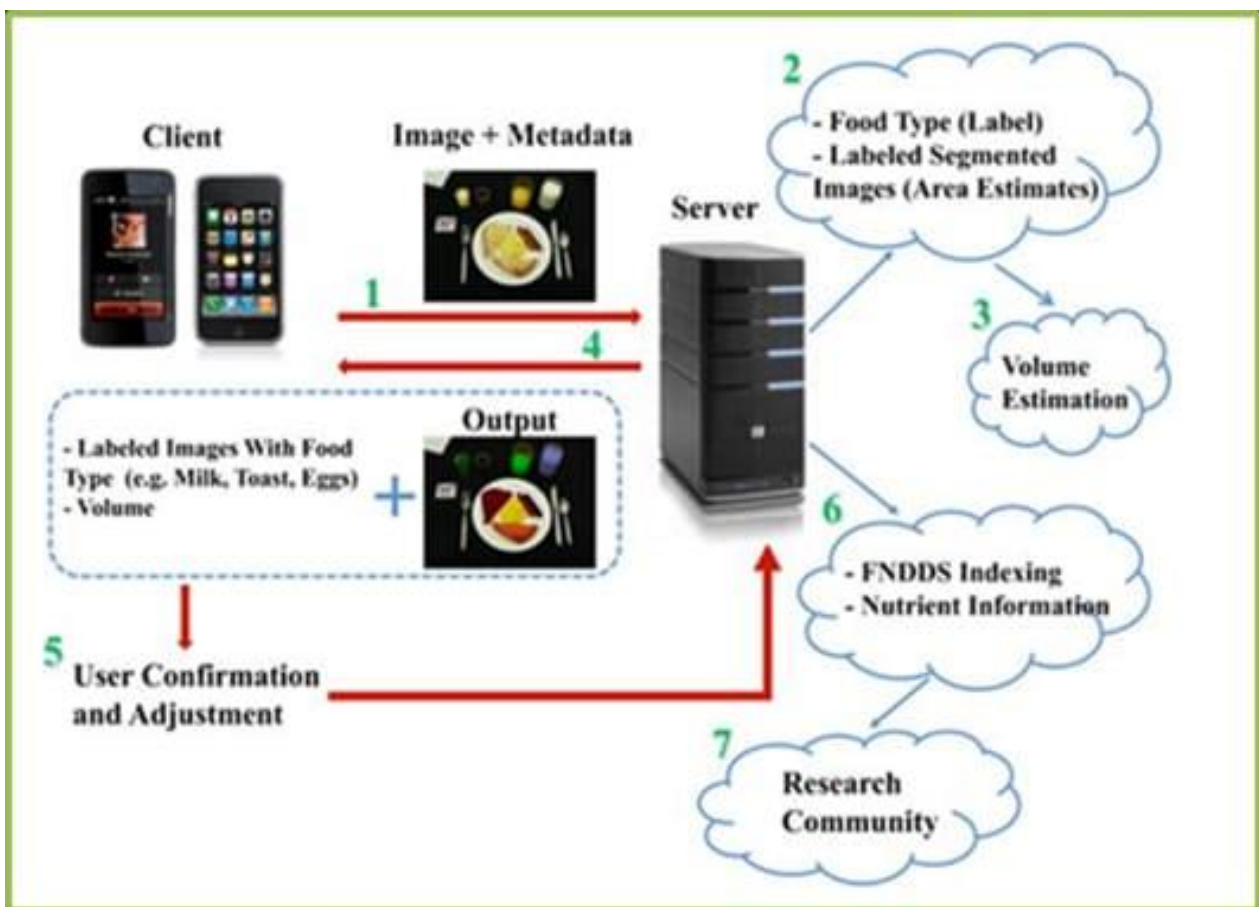 Client
Image + Metadata
1
4
Server
2
- Food Type (Label)
- Labeled Segmented
Images (Area Estimates)
3
Volume
Estimation
- Labeled Images With Food
Type (e.g. Milk, Toast, Eggs)
- Volume
+
Output
5
User Confirmation
and Adjustment
6
- FNDDS Indexing
- Nutrient Information
7
Research
Community